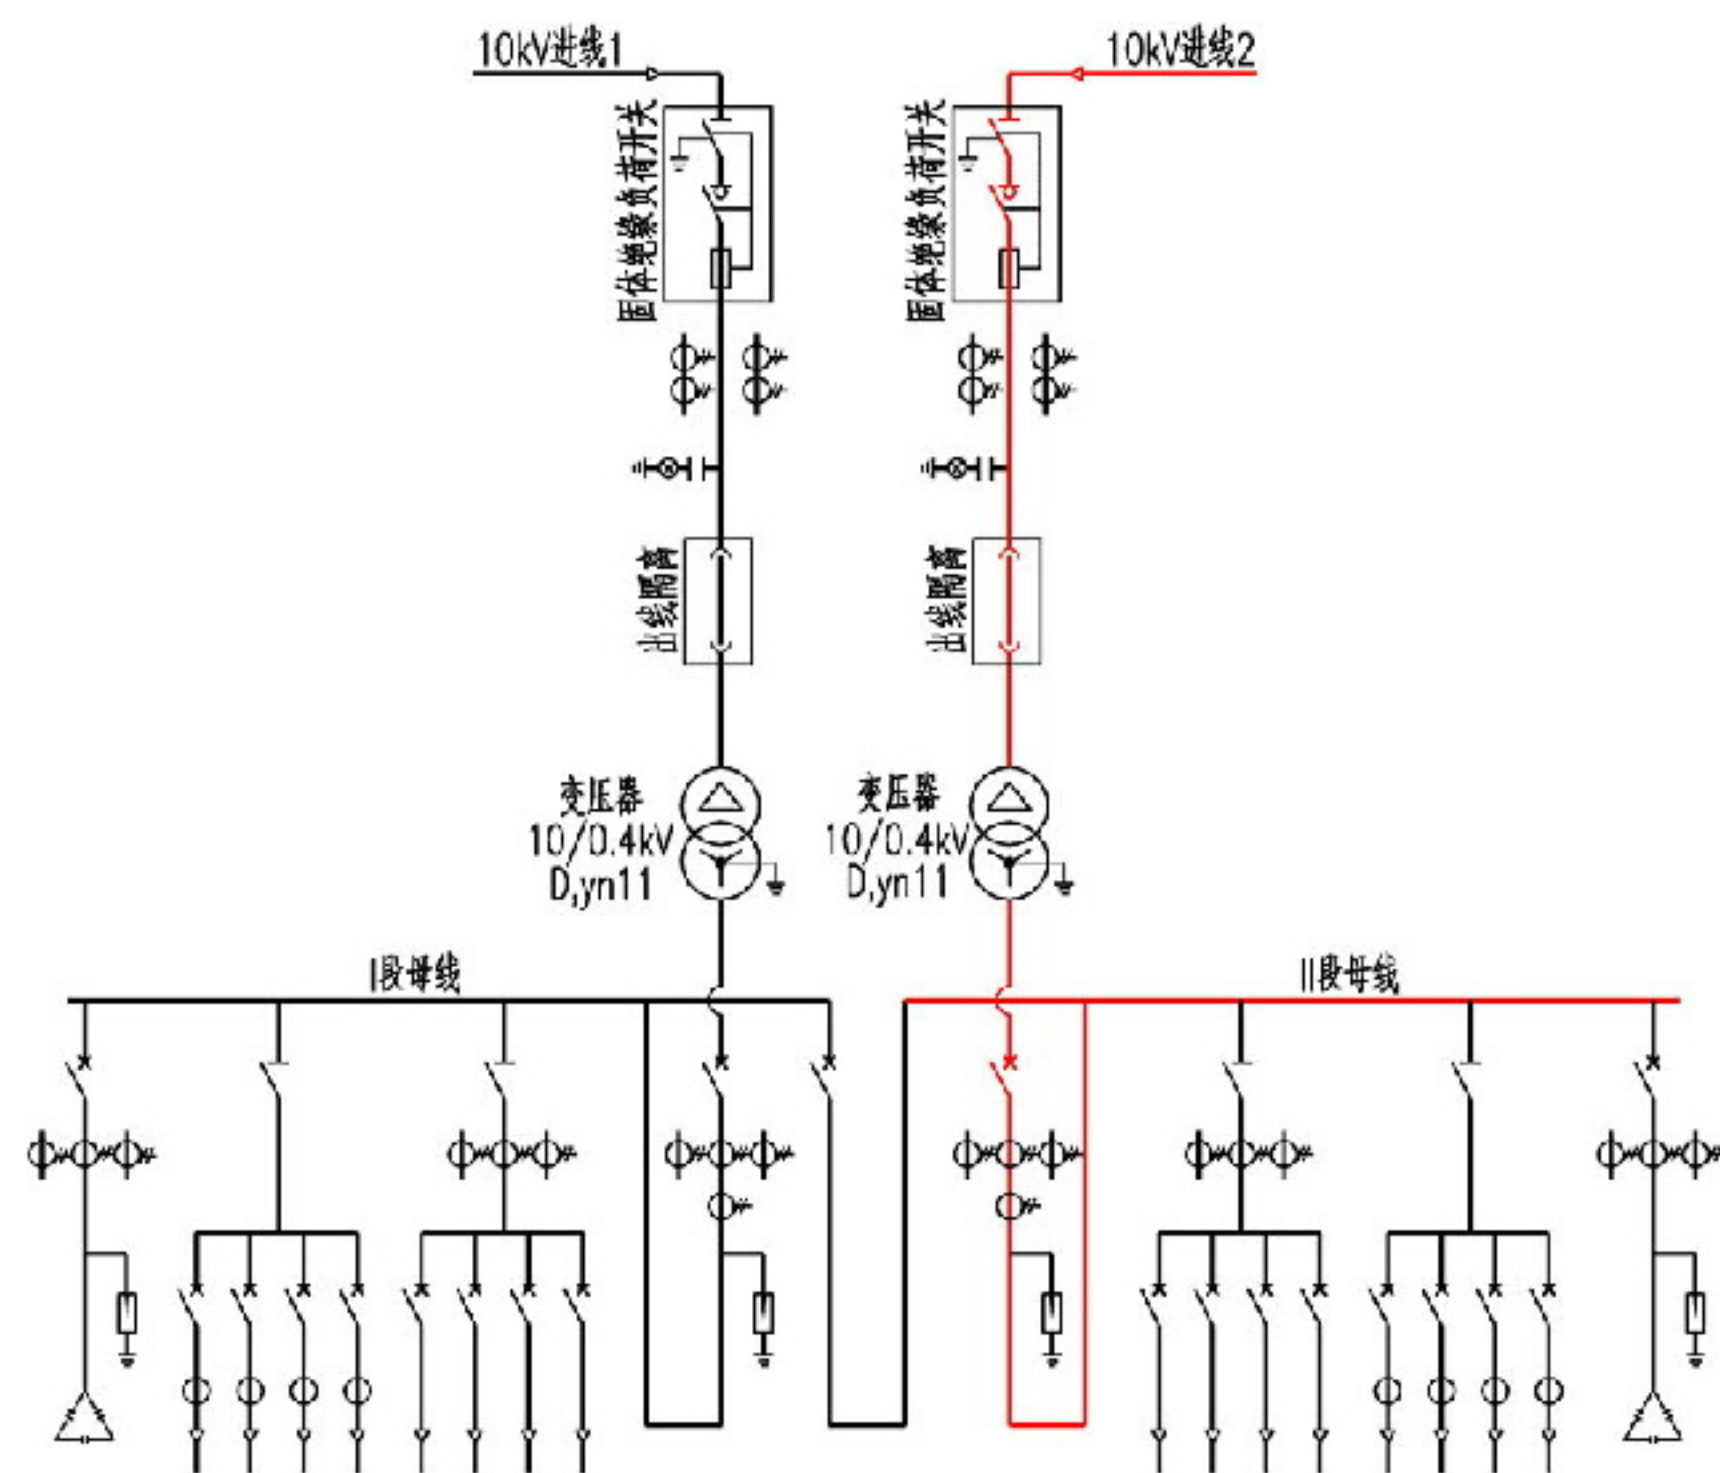 10kV进线1
10kV进线2
固体绝缘负荷开关
固体绝缘负荷开关
出线隔离
出线隔离
变压器
10/0.4kV
D,yn11
变压器
10/0.4kV
D,yn11
I段母线
II段母线